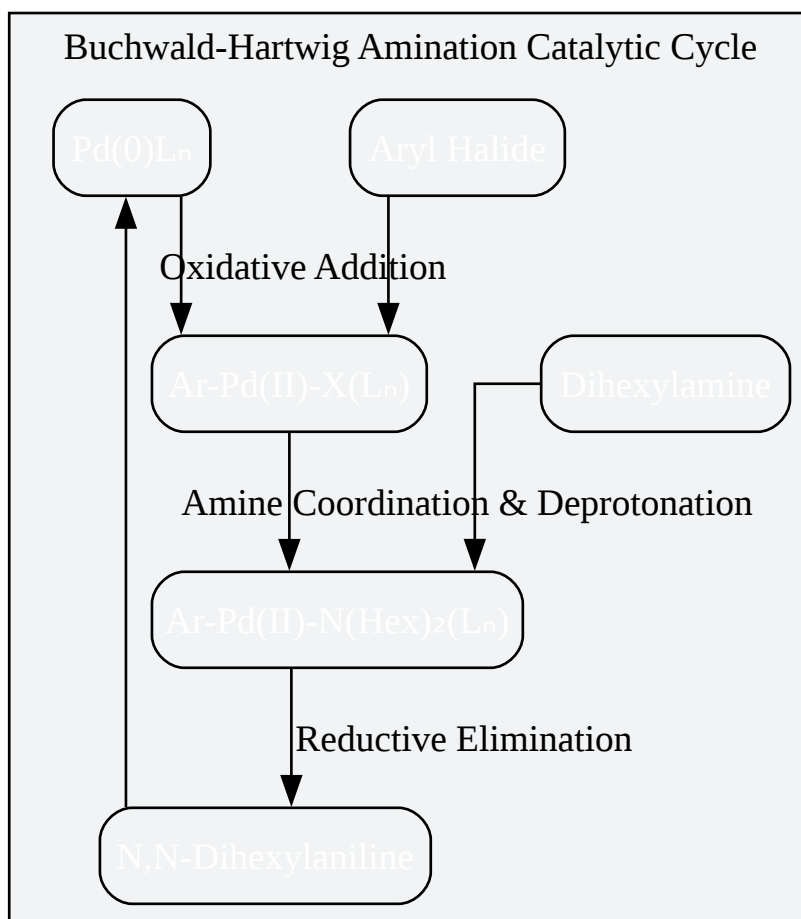 Buchwald-Hartwig Amination Catalytic Cycle
Pd(0)Lₙ
Aryl Halide
Oxidative Addition
Ar-Pd(II)-X(Lₙ)
Dihexylamine
Amine Coordination & Deprotonation
Ar-Pd(II)-N(Hex)₂(Lₙ)
Reductive Elimination
N,N-Dihexylaniline